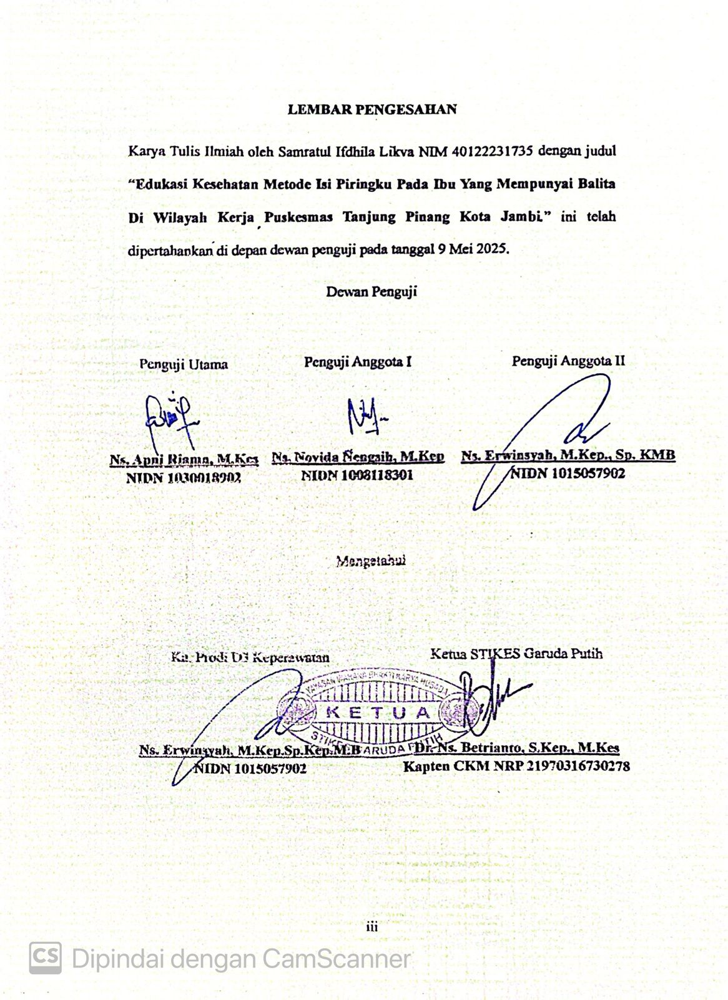 LEMBAR PENGESAHAN
Karya Tulis Ilmiah oleh Samratul Ifdhila Likva NIM 40122231735 dengan judul
“Edukasi Kesehatan Metode Isi Piringku Pada Ibu Yang Mempunyai Balita
Di Wilayah Kerja Puskesmas Tanjung Pinang Kota Jambi.” ini telah
dipertahankan di depan dewan penguji pada tanggal 9 Mei 2025.
Dewan Penguji
Penguji Utama Penguji Anggota I Penguji Anggota II
Ns. Apni Riama, M.Kes Ns. Novida Nengsih, M.Kep Ns. Erwinsyah, M.Kep., Sp. KMB
NIDN 1030018902 NIDN 1008118301 NIDN 1015057902
Mengetahui
Ka. Prodi D3 Keperawatan Ketua STIKES Garuda Putih
YAYASAN WAHANA BHAKTI KARYA HUSADA
KETUA
STIKES GARUDA PUTIH
Ns. Erwinsyah, M.Kep.Sp.Kep.M.B Dr. Ns. Betrianto, S.Kep., M.Kes
NIDN 1015057902 Kapten CKM NRP 21970316730278
iii
CS Dipindai dengan CamScanner